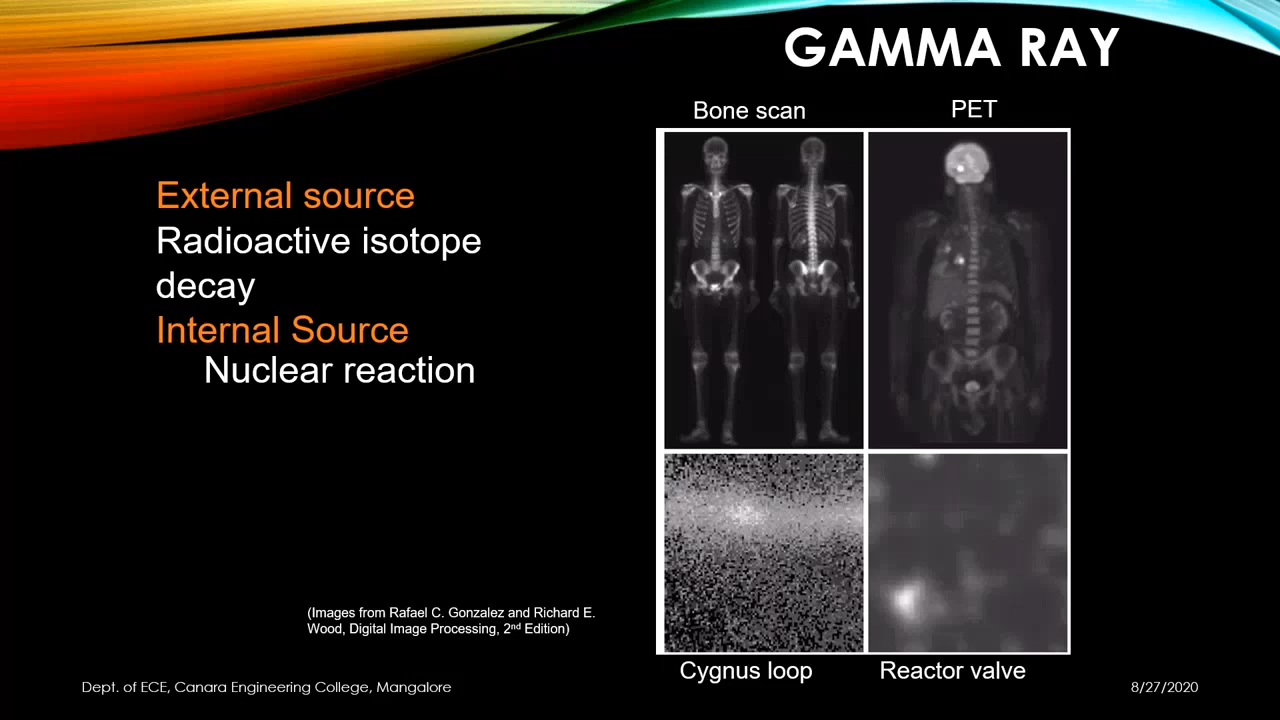 GAMMA RAY
Bone scan
PET
External source
Radioactive isotope
decay
Internal Source
Nuclear reaction
(Images from Rafael C. Gonzalez and Richard E.
Wood, Digital Image Processing, 2nd Edition)
Cygnus loop
Reactor valve
Dept. of ECE, Canara Engineering College, Mangalore
8/27/2020